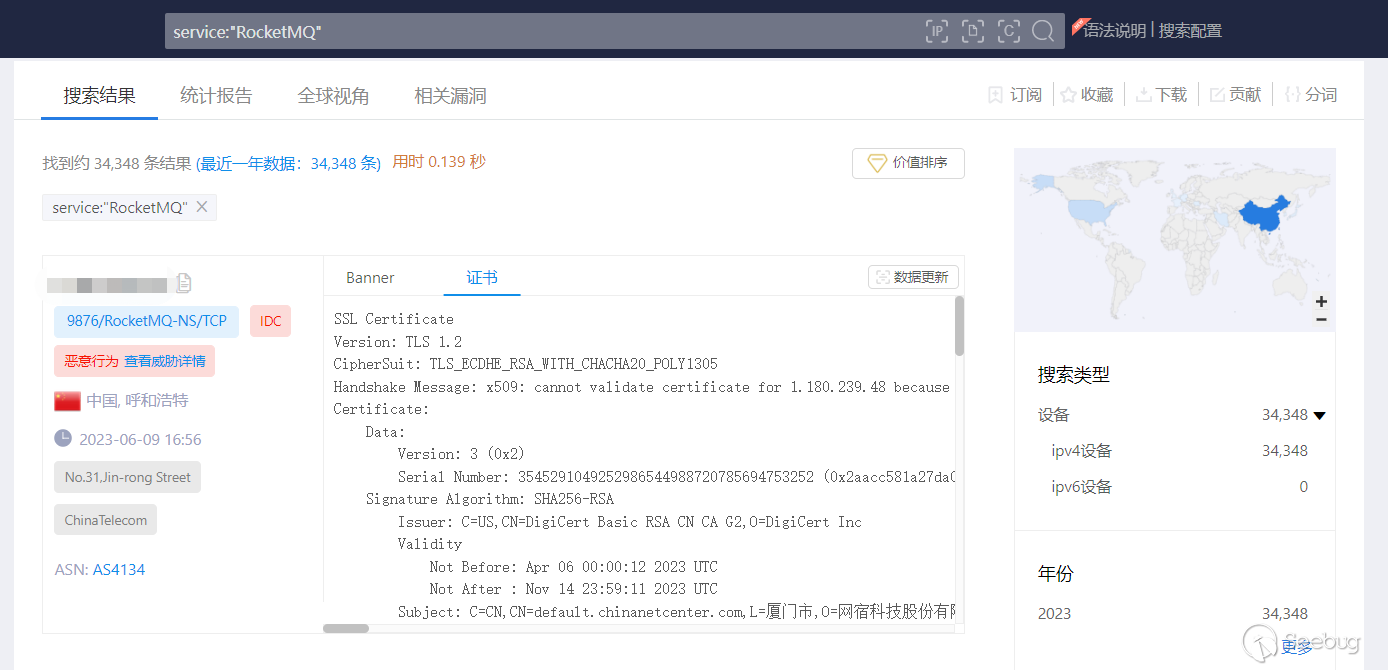 service:"RocketMQ"
IP D C
语法说明 | 搜索配置
搜索结果 统计报告 全球视角 相关漏洞
订阅 收藏 下载 贡献 分词
找到约 34,348 条结果 (最近一年数据：34,348 条) 用时 0.139 秒
价值排序
service:"RocketMQ"
9876/RocketMQ-NS/TCP IDC
恶意行为 查看威胁详情
中国, 呼和浩特
2023-06-09 16:56
No.31,Jin-rong Street
ChinaTelecom
ASN: AS4134
Banner 证书 数据更新
SSL Certificate
Version: TLS 1.2
CipherSuit: TLS_ECDHE_RSA_WITH_CHACHA20_POLY1305
Handshake Message: x509: cannot validate certificate for 1.180.239.48 because
Certificate:
Data:
Version: 3 (0x2)
Serial Number: 35452910492529865449887207856947532​52 (0x2aacc581a27da0
Signature Algorithm: SHA256-RSA
Issuer: C=US,CN=DigiCert Basic RSA CN CA G2,O=DigiCert Inc
Validity
Not Before: Apr 06 00:00:12 2023 UTC
Not After : Nov 14 23:59:11 2023 UTC
Subject: C=CN,CN=default.chinanetcenter.com,L=厦门市,O=网宿科技股份有
+
−
搜索类型
设备 34,348
ipv4设备 34,348
ipv6设备 0
年份
2023 34,348
更多
Seebug